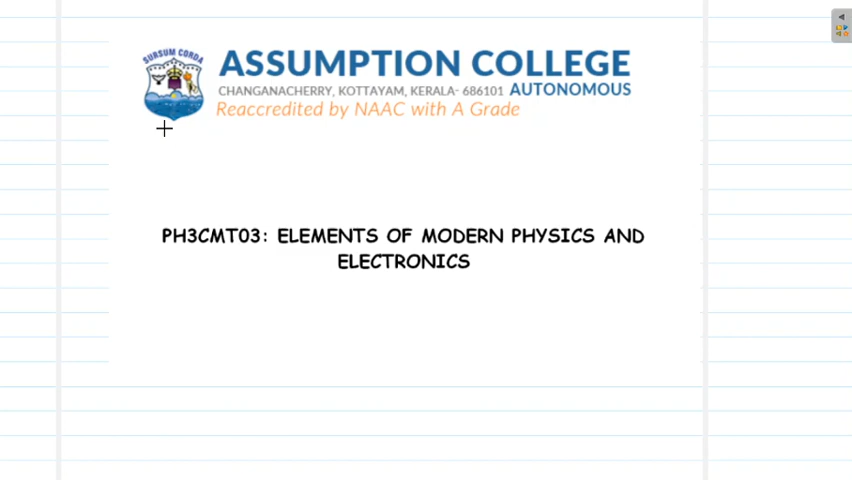 SURSUM CORDA
ASSUMPTION COLLEGE
CHANGANACHERRY, KOTTAYAM, KERALA- 686101 AUTONOMOUS
Reaccredited by NAAC with A Grade
PH3CMT03: ELEMENTS OF MODERN PHYSICS AND
ELECTRONICS